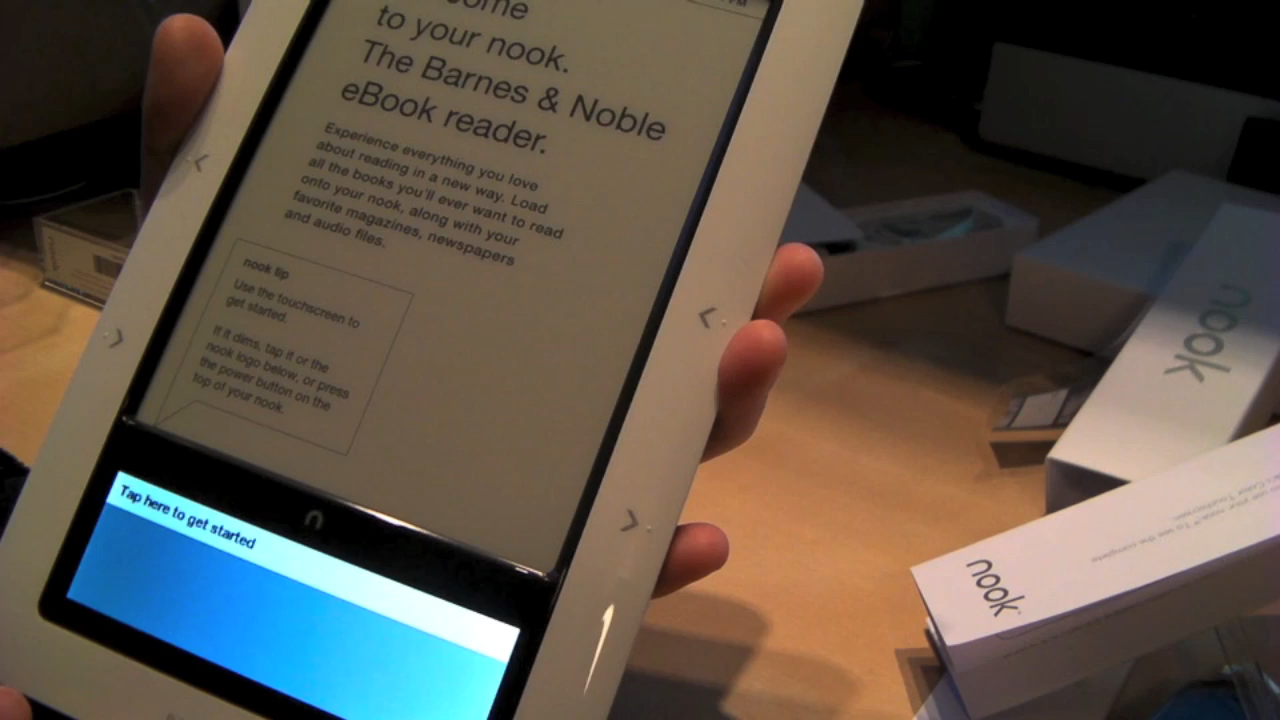 come
to your nook.
The Barnes & Noble
eBook reader.
Experience everything you love
about reading in a new way. Load
all the books you'll ever want to read
onto your nook, along with your
favorite magazines, newspapers
and audio files.
nook tip
Use the touchscreen to
get started.
If it dims, tap it or the
nook logo below, or press
the power button on the
top of your nook.
Tap here to get started
nook
nook